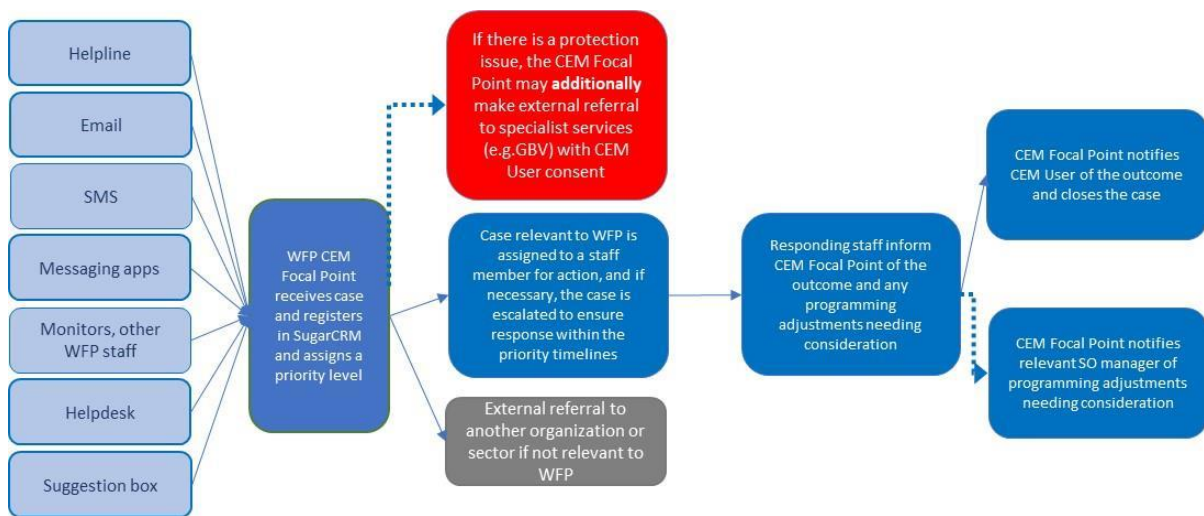 Helpline
Email
SMS
Messaging apps
Monitors, other
WFP staff
Helpdesk
Suggestion box
WFP CEM
Focal Point
receives case
and registers
in SugarCRM
and assigns a
priority level
If there is a protection
issue, the CEM Focal
Point may additionally
make external referral
to specialist services
(e.g.GBV) with CEM
User consent
Case relevant to WFP is
assigned to a staff
member for action, and if
necessary, the case is
escalated to ensure
response within the
priority timelines
External referral to
another organization or
sector if not relevant to
WFP
Responding staff inform
CEM Focal Point of the
outcome and any
programming
adjustments needing
consideration
CEM Focal Point notifies
CEM User of the outcome
and closes the case
CEM Focal Point notifies
relevant SO manager of
programming adjustments
needing consideration